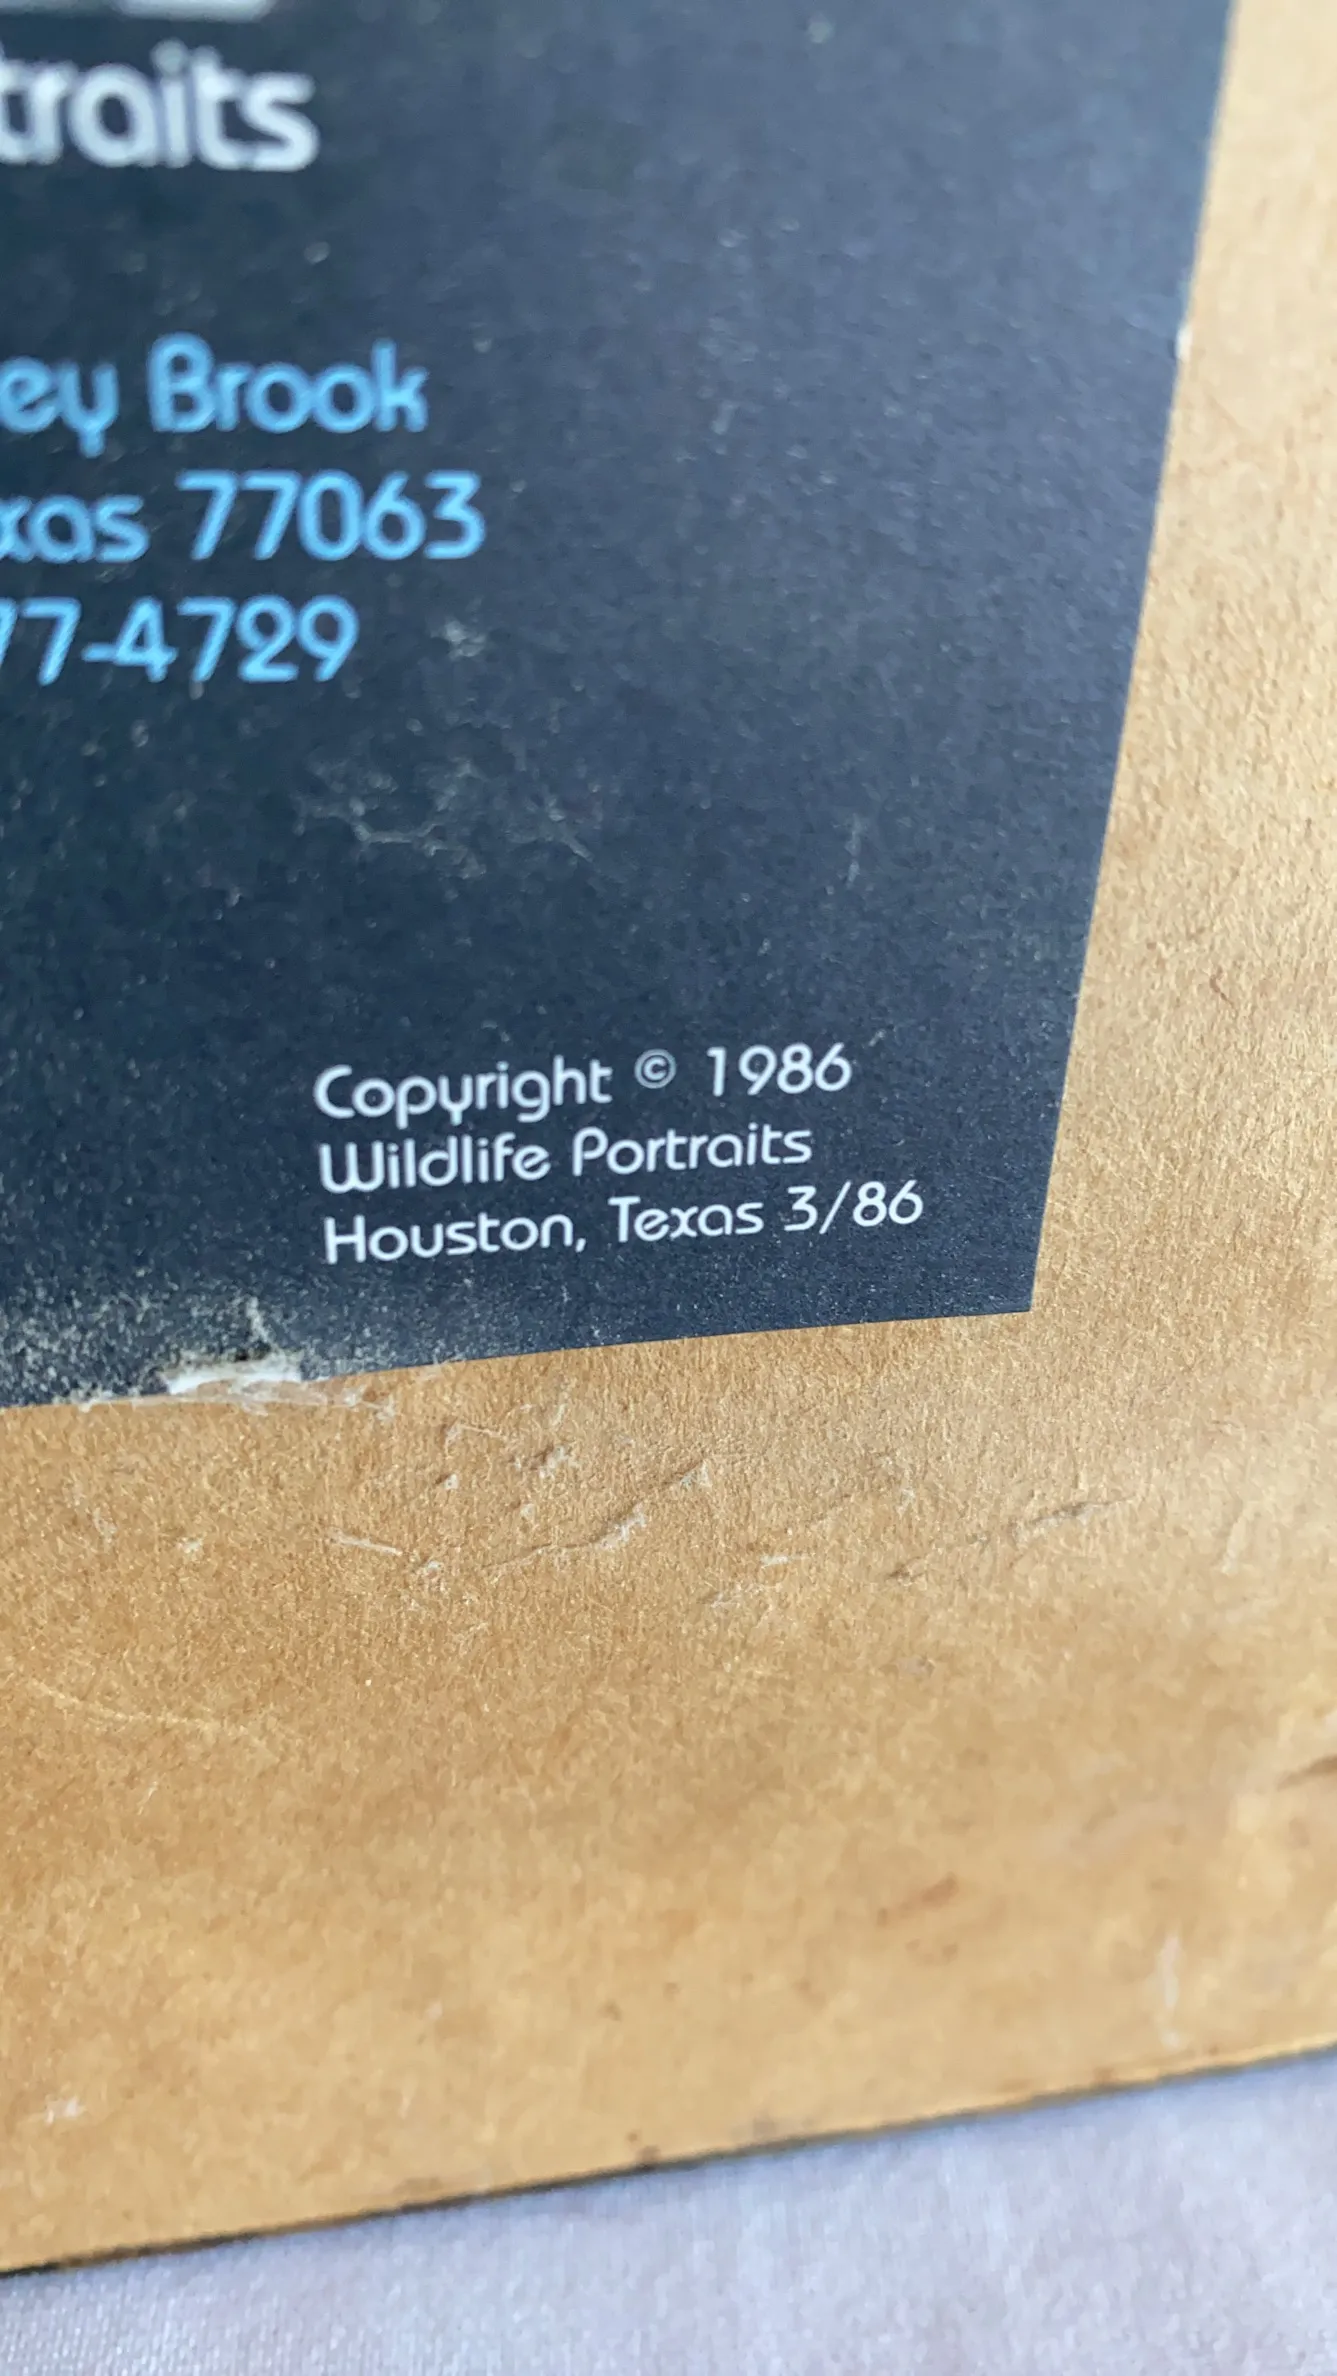 traits
ey Brook
xas 77063
77-4729
Copyright © 1986
Wildlife Portraits
Houston, Texas 3/86